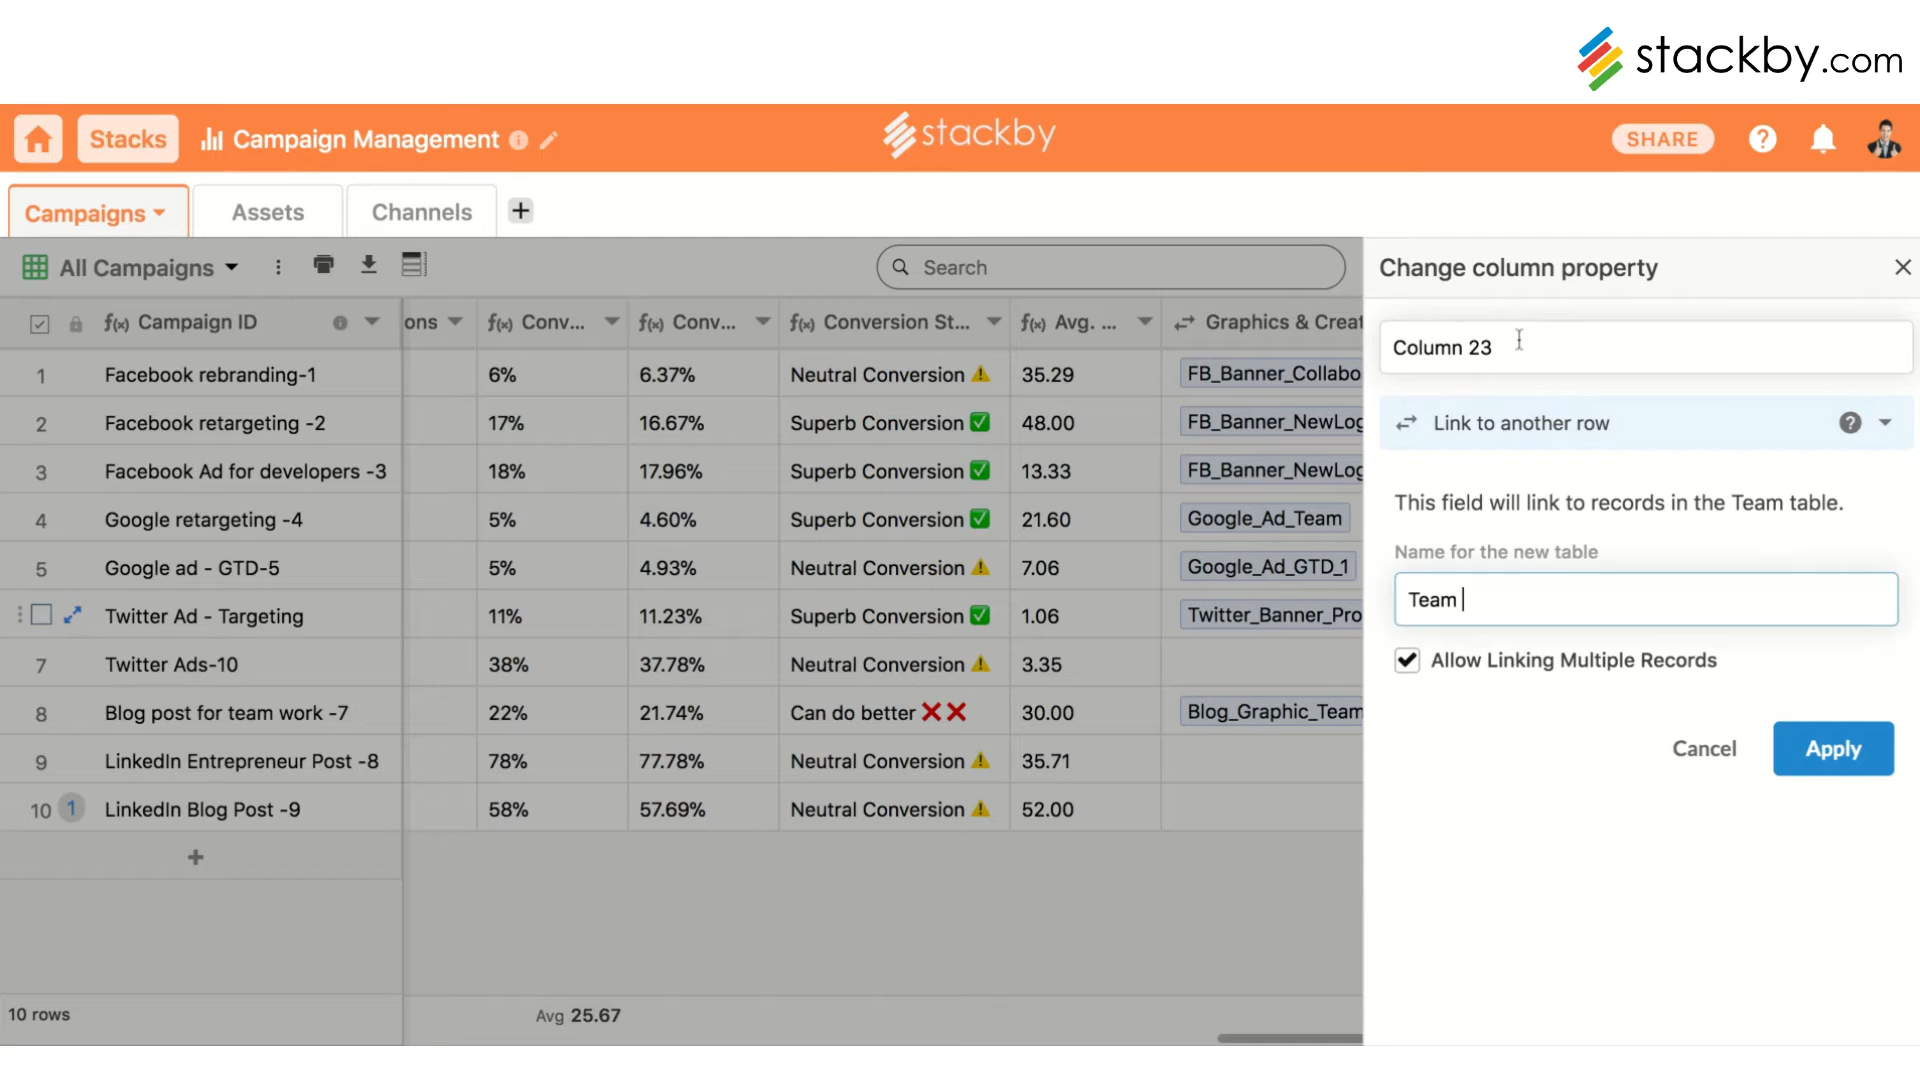 stackby.com
Stacks Campaign Management stackby SHARE
Campaigns Assets Channels
All Campaigns Search Change column property
Campaign ID ons f(x) Conv... f(x) Conv... f(x) Conversion St... f(x) Avg. ... Graphics & Creat
Column 23
1 Facebook rebranding-1 6% 6.37% Neutral Conversion 35.29 FB_Banner_Collabo
2 Facebook retargeting -2 17% 16.67% Superb Conversion 48.00 FB_Banner_NewLog
Link to another row
3 Facebook Ad for developers -3 18% 17.96% Superb Conversion 13.33 FB_Banner_NewLog
This field will link to records in the Team table.
4 Google retargeting -4 5% 4.60% Superb Conversion 21.60 Google_Ad_Team
Name for the new table
5 Google ad - GTD-5 5% 4.93% Neutral Conversion 7.06 Google_Ad_GTD_1
Team
Twitter Ad - Targeting 11% 11.23% Superb Conversion 1.06 Twitter_Banner_Pro
7 Twitter Ads-10 38% 37.78% Neutral Conversion 3.35
Allow Linking Multiple Records
8 Blog post for team work -7 22% 21.74% Can do better 30.00 Blog_Graphic_Team
Cancel Apply
9 LinkedIn Entrepreneur Post -8 78% 77.78% Neutral Conversion 35.71
10 1 LinkedIn Blog Post -9 58% 57.69% Neutral Conversion 52.00
10 rows Avg 25.67